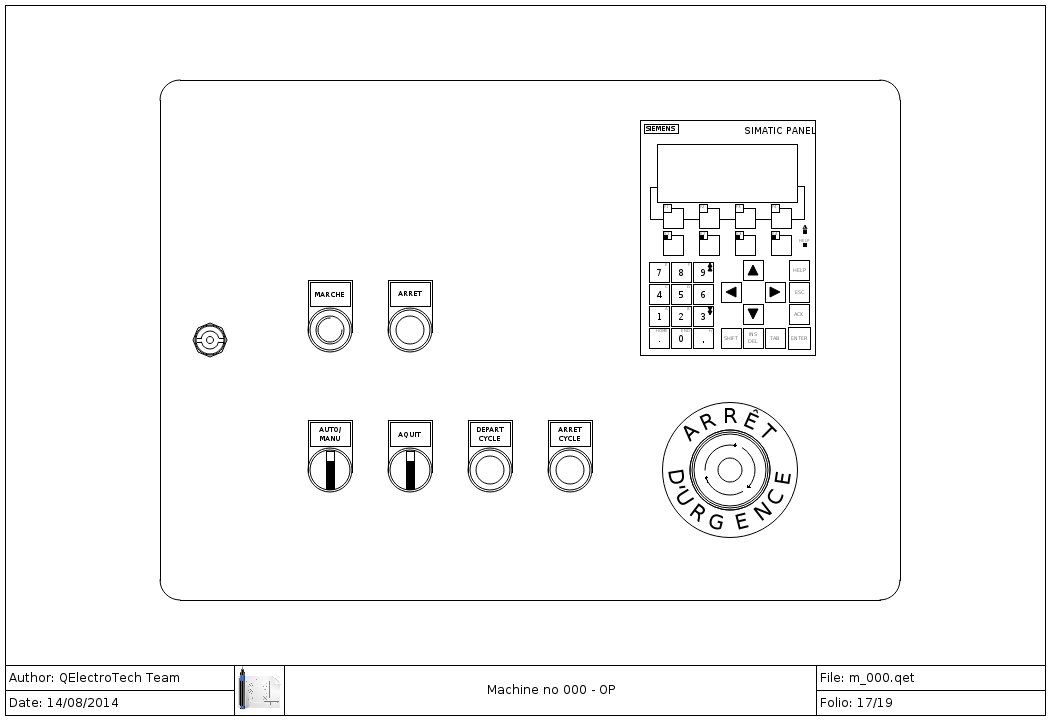 SIEMENS
SIMATIC PANEL
HELP
7 8 9
HELP
4 5 6
ESC
1 2 3
ACK
. 0 .
SHIFT
INS
DEL
TAB
ENTER
MARCHE
ARRET
AUTO/
MANU
AQUIT
DEPART
CYCLE
ARRET
CYCLE
ARRÊT
D'URGENCE
Author: QElectroTech Team
Date: 14/08/2014
Machine no 000 - OP
File: m_000.qet
Folio: 17/19